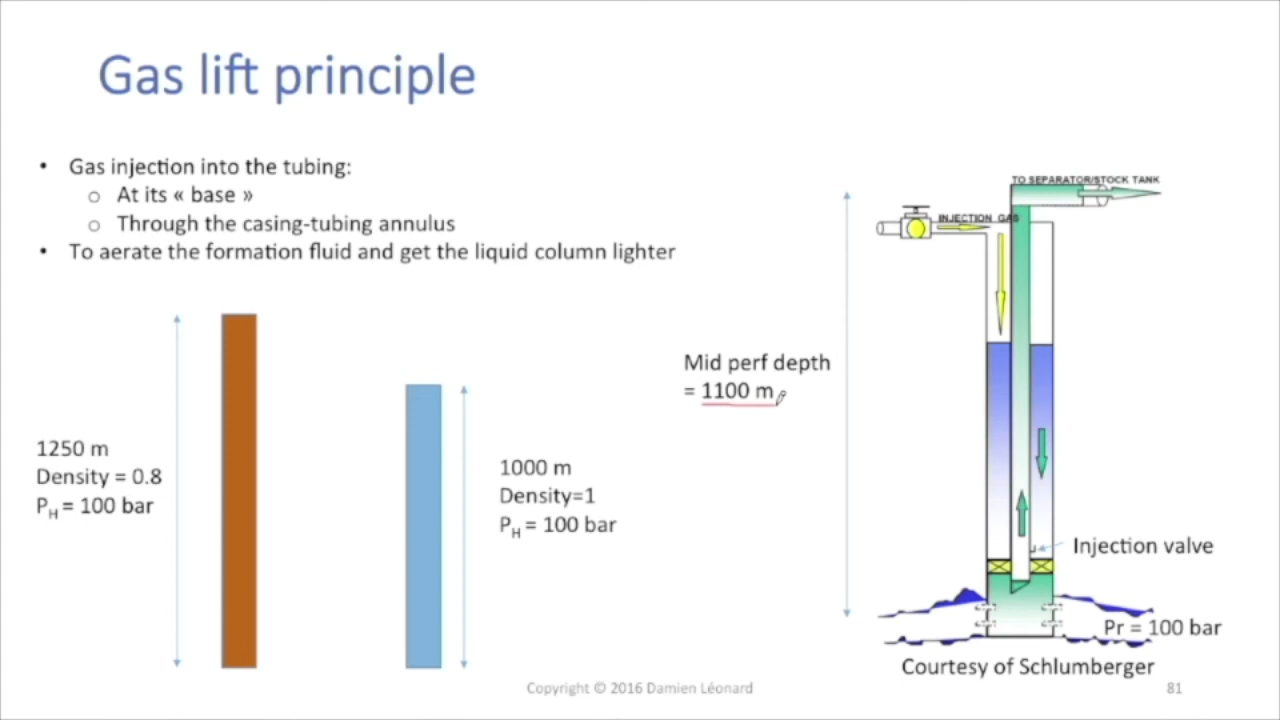 Gas lift principle
• Gas injection into the tubing:
o At its « base »
o Through the casing-tubing annulus
• To aerate the formation fluid and get the liquid column lighter
TO SEPARATOR/STOCK TANK
INJECTION GAS
Mid perf depth
= 1100 m
1250 m
Density = 0.8
PH = 100 bar
1000 m
Density=1
PH = 100 bar
Injection valve
Pr = 100 bar
Courtesy of Schlumberger
Copyright © 2016 Damien Léonard
81